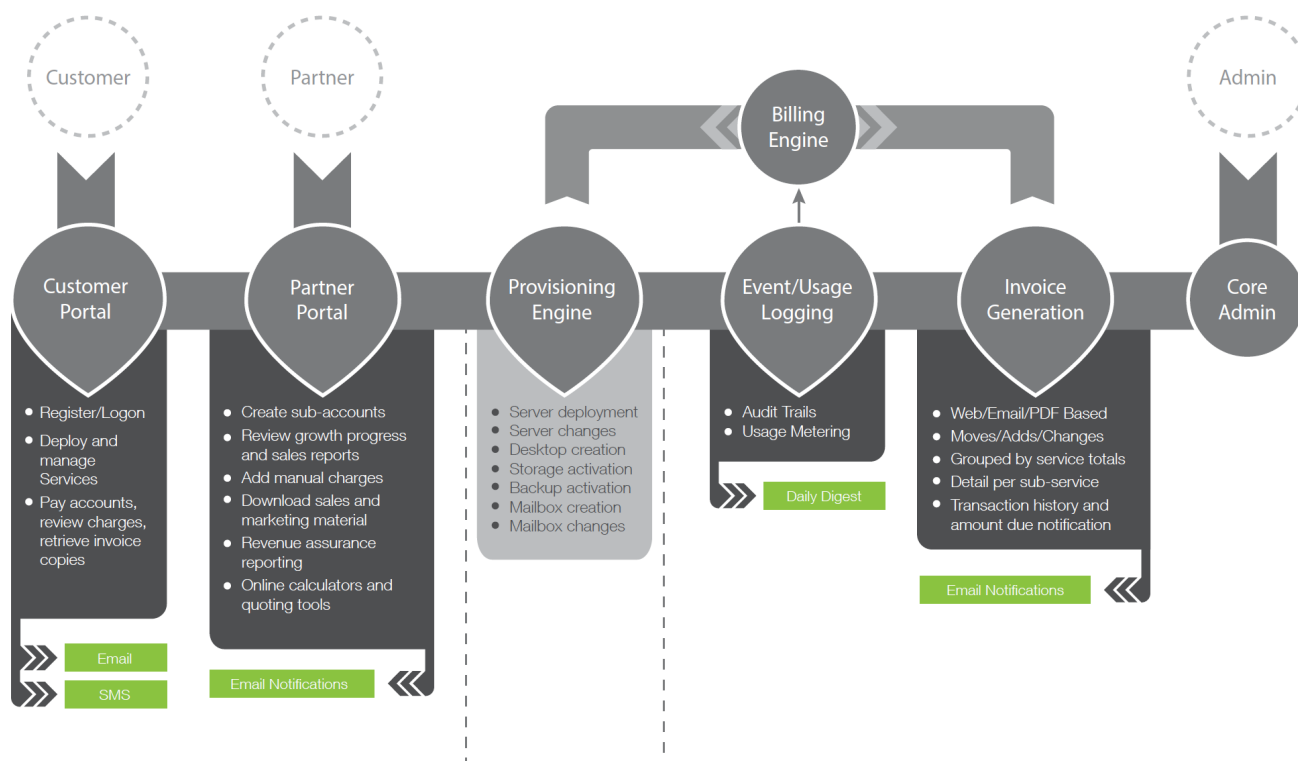 Customer
Partner
Admin
Billing
Engine
Customer
Portal
Partner
Portal
Provisioning
Engine
Event/Usage
Logging
Invoice
Generation
Core
Admin
Register/Logon
Deploy and
manage
Services
Pay accounts,
review charges,
retrieve invoice
copies
Email
SMS
Create sub-accounts
Review growth progress
and sales reports
Add manual charges
Download sales and
marketing material
Revenue assurance
reporting
Online calculators and
quoting tools
Email Notifications
Server deployment
Server changes
Desktop creation
Storage activation
Backup activation
Mailbox creation
Mailbox changes
Audit Trails
Usage Metering
Daily Digest
Web/Email/PDF Based
Moves/Adds/Changes
Grouped by service totals
Detail per sub-service
Transaction history and
amount due notification
Email Notifications